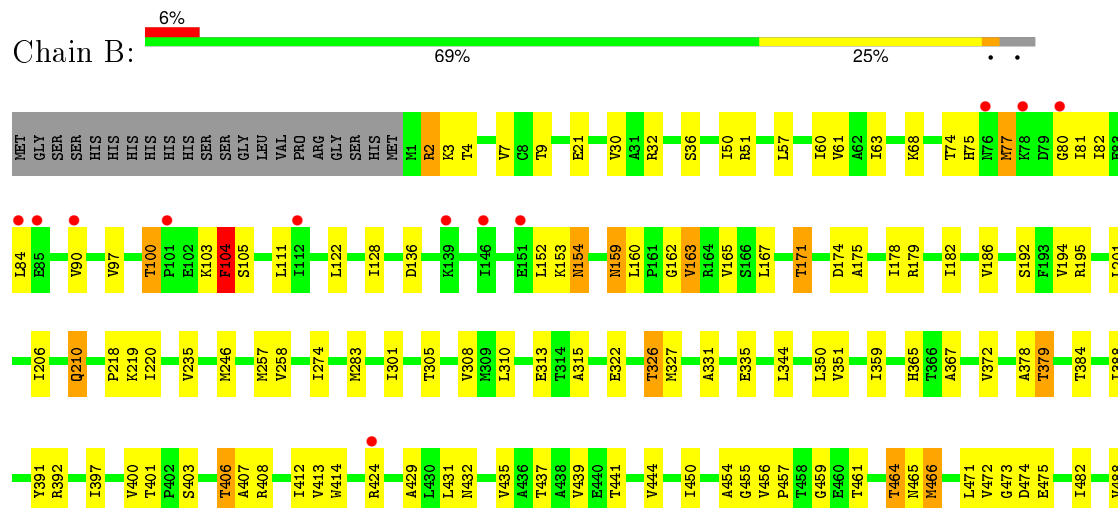 6%
Chain B:
69% 25% • •
MET GLY SER SER HIS HIS HIS HIS HIS HIS SER SER GLY LEU VAL PRO ARG GLY SER HIS MET M1 R2 K3 T4 V7 C8 T9 E21 V30 A31 R32 S36 I50 R51 L57 I60 V61 A62 I63 K68 T74 H75 N76 M77 K78 D79 G80 I81 I82 E83
L84 E85 V90 V97 T100 P101 E102 K103 F104 S105 L111 I112 L122 I128 D136 K139 I146 E151 L152 K153 N154 N159 L160 P161 G162 V163 R164 V165 S166 L167 T171 D174 A175 I178 R179 I182 V186 S192 F193 V194 R195 L201
I206 Q210 P218 K219 I220 V235 M246 M257 V258 I274 M283 I301 T305 V308 M309 L310 E313 T314 A315 E322 T326 M327 A331 E335 L344 L350 V351 I359 H365 T366 A367 V372 A378 T379 T384 I388
Y391 R392 I397 V400 T401 P402 S403 T406 A407 R408 I412 V413 W414 R424 A429 L430 L431 N432 V435 A436 T437 A438 V439 E440 T441 V444 I450 A454 G455 V456 P457 T458 G459 E460 T461 T464 N465 M466 L471 V472 G473 D474 E475 I482